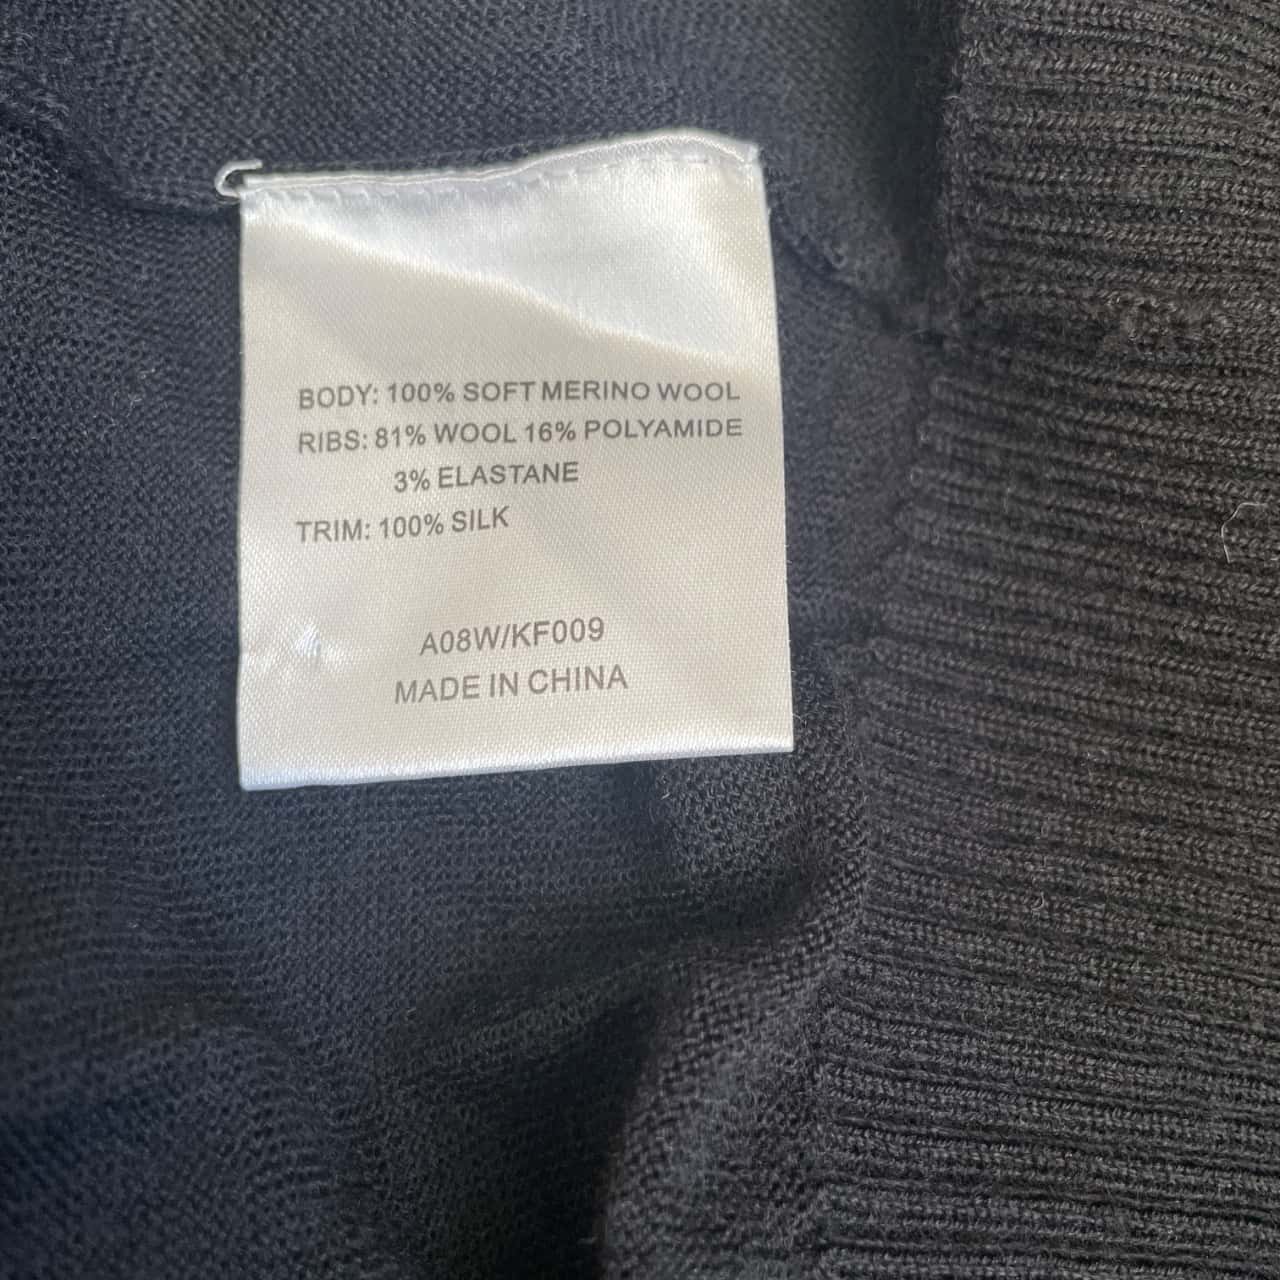 BODY: 100% SOFT MERINO WOOL
RIBS: 81% WOOL 16% POLYAMIDE
3% ELASTANE
TRIM: 100% SILK
A08W/KF009
MADE IN CHINA